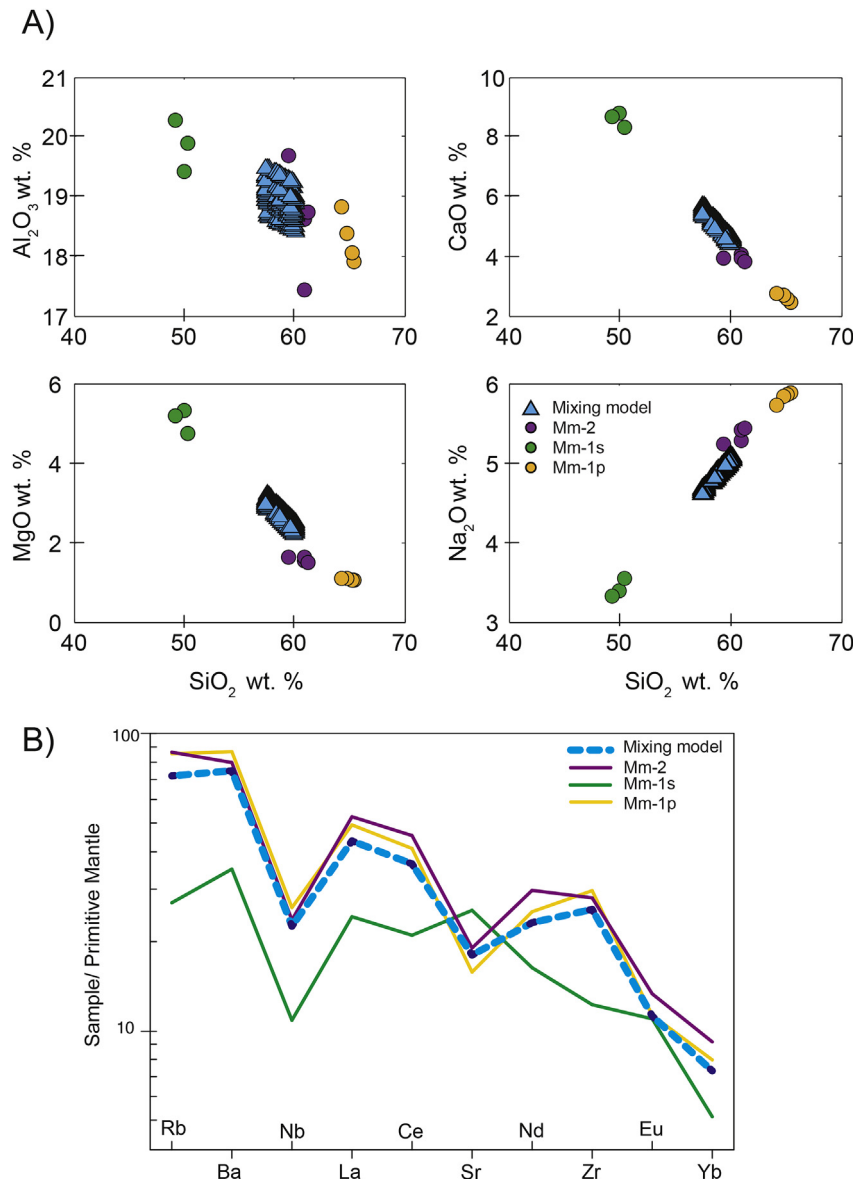 A)
Al₂O₃ wt. %
21
20
19
18
17
40
50
60
70
CaO wt. %
10
8
6
4
2
40
50
60
70
MgO wt. %
6
4
2
0
40
50
60
70
SiO₂ wt. %
Na₂O wt. %
6
5
4
3
40
50
60
70
SiO₂ wt. %
Mixing model
Mm-2
Mm-1s
Mm-1p
B)
Sample/ Primitive Mantle
100
10
Mixing model
Mm-2
Mm-1s
Mm-1p
Rb
Nb
Ce
Nd
Eu
Ba
La
Sr
Zr
Yb